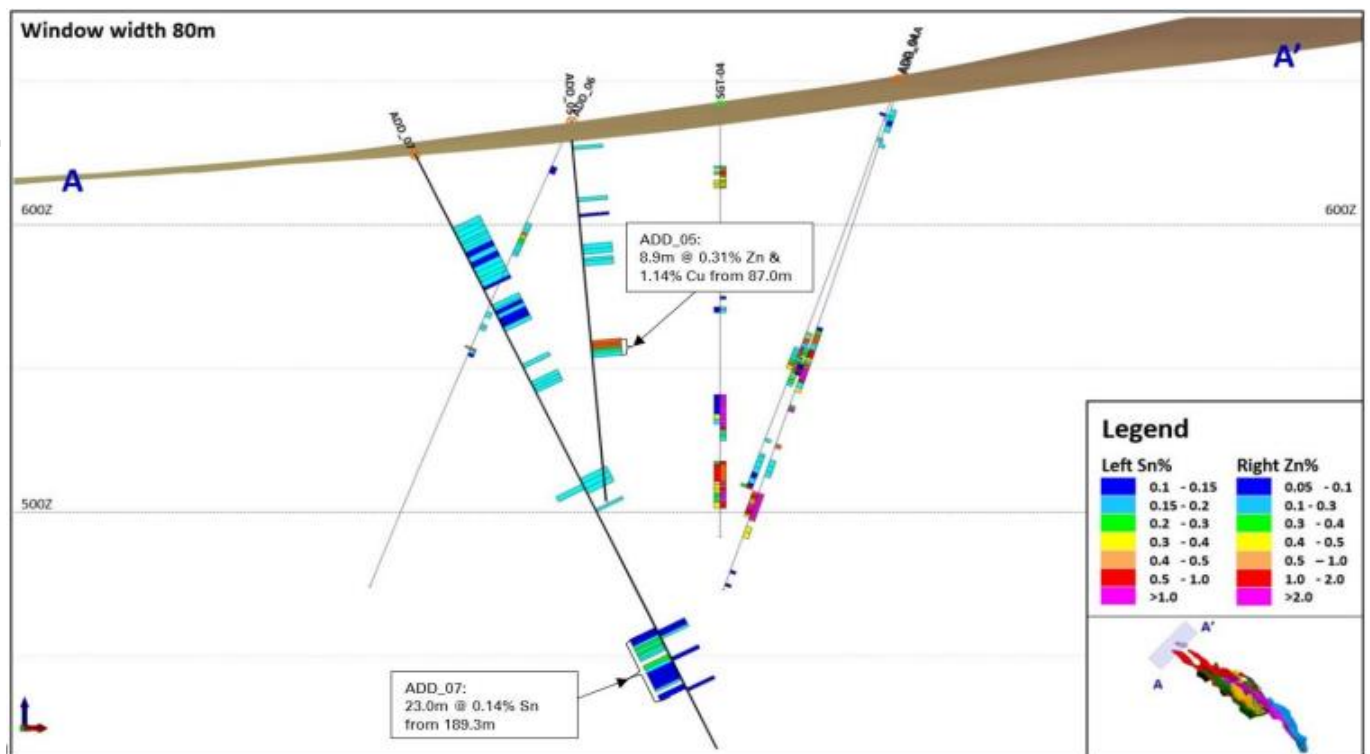 Window width 80m
A'
ADD_04A
SGT-04
ADD_05
ADD_06
ADD_07
A
600Z
600Z
ADD_05:
8.9m @ 0.31% Zn &
1.14% Cu from 87.0m
500Z
Legend
Left Sn% Right Zn%
0.1 - 0.15 0.05 - 0.1
0.15 - 0.2 0.1 - 0.3
0.2 - 0.3 0.3 - 0.4
0.3 - 0.4 0.4 - 0.5
0.4 - 0.5 0.5 - 1.0
0.5 - 1.0 1.0 - 2.0
>1.0 >2.0
A'
A
ADD_07:
23.0m @ 0.14% Sn
from 189.3m